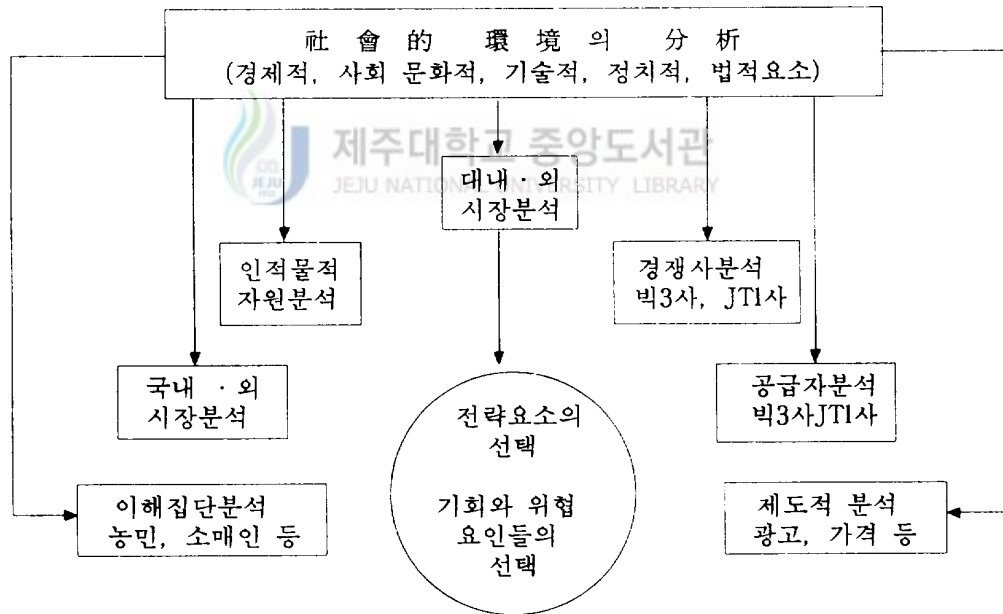 社 會 的 環 境 의 分 析
(경제적, 사회 문화적, 기술적, 정치적, 법적요소)
제주대학교 중앙도서관
JEJU NATIONAL UNIVERSITY LIBRARY
JEJU
1952
대내 · 외
시장분석
인적물적
자원분석
경쟁사분석
빅3사, JT1사
국내 · 외
시장분석
공급자분석
빅3사JT1사
전략요소의
선택
기회와 위협
요인들의
선택
이해집단분석
농민, 소매인 등
제도적 분석
광고, 가격 등